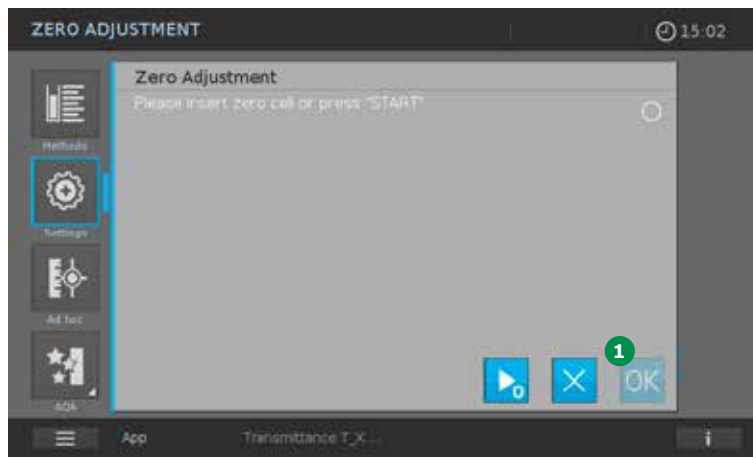 ZERO ADJUSTMENT
15:02
Zero Adjustment
Please insert zero cell or press "START"
Methods
Settings
Ad hoc
AQA
1
0
OK
App
Transmittance T_X...
i